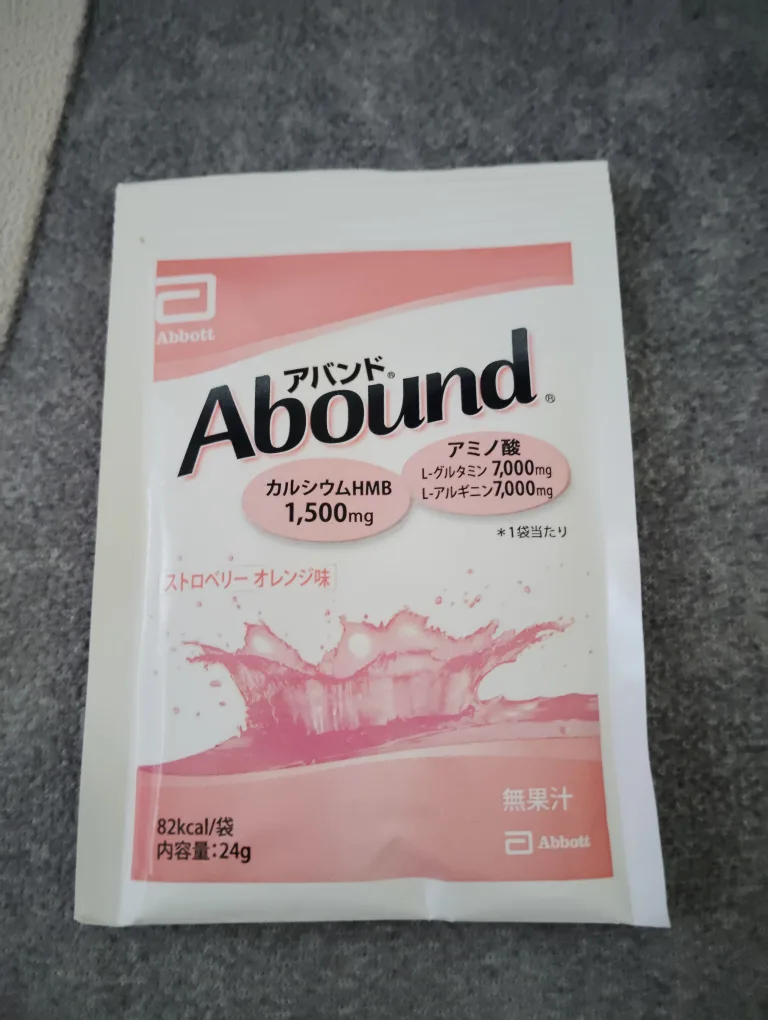 Abbott
アバンド®
Abound®
カルシウムHMB
1,500mg
アミノ酸
L-グルタミン 7,000mg
L-アルギニン7,000mg
*1袋当たり
ストロベリー オレンジ味
無果汁
82kcal/袋
内容量:24g
Abbott